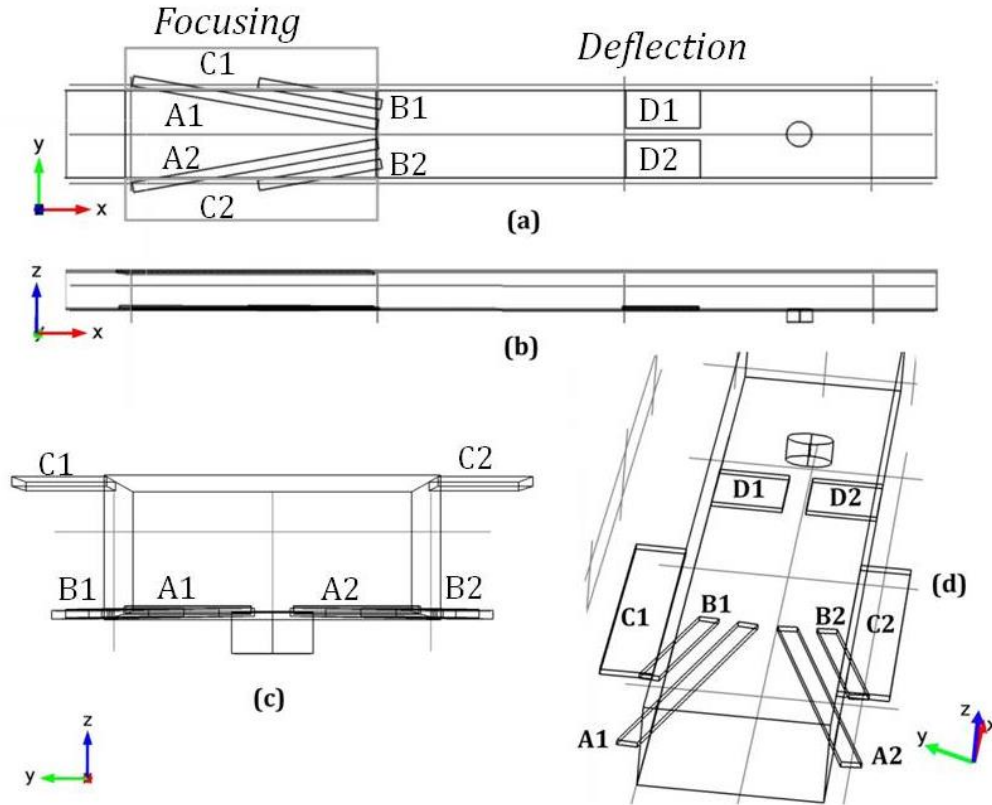 Focusing
Deflection
C1
A1
B1
D1
A2
B2
D2
C2
y
x
(a)
z
y
x
(b)
C1
C2
B1
A1
A2
B2
(c)
z
y
x
D1
D2
(d)
C1
B1
B2
C2
A1
A2
z
x
y